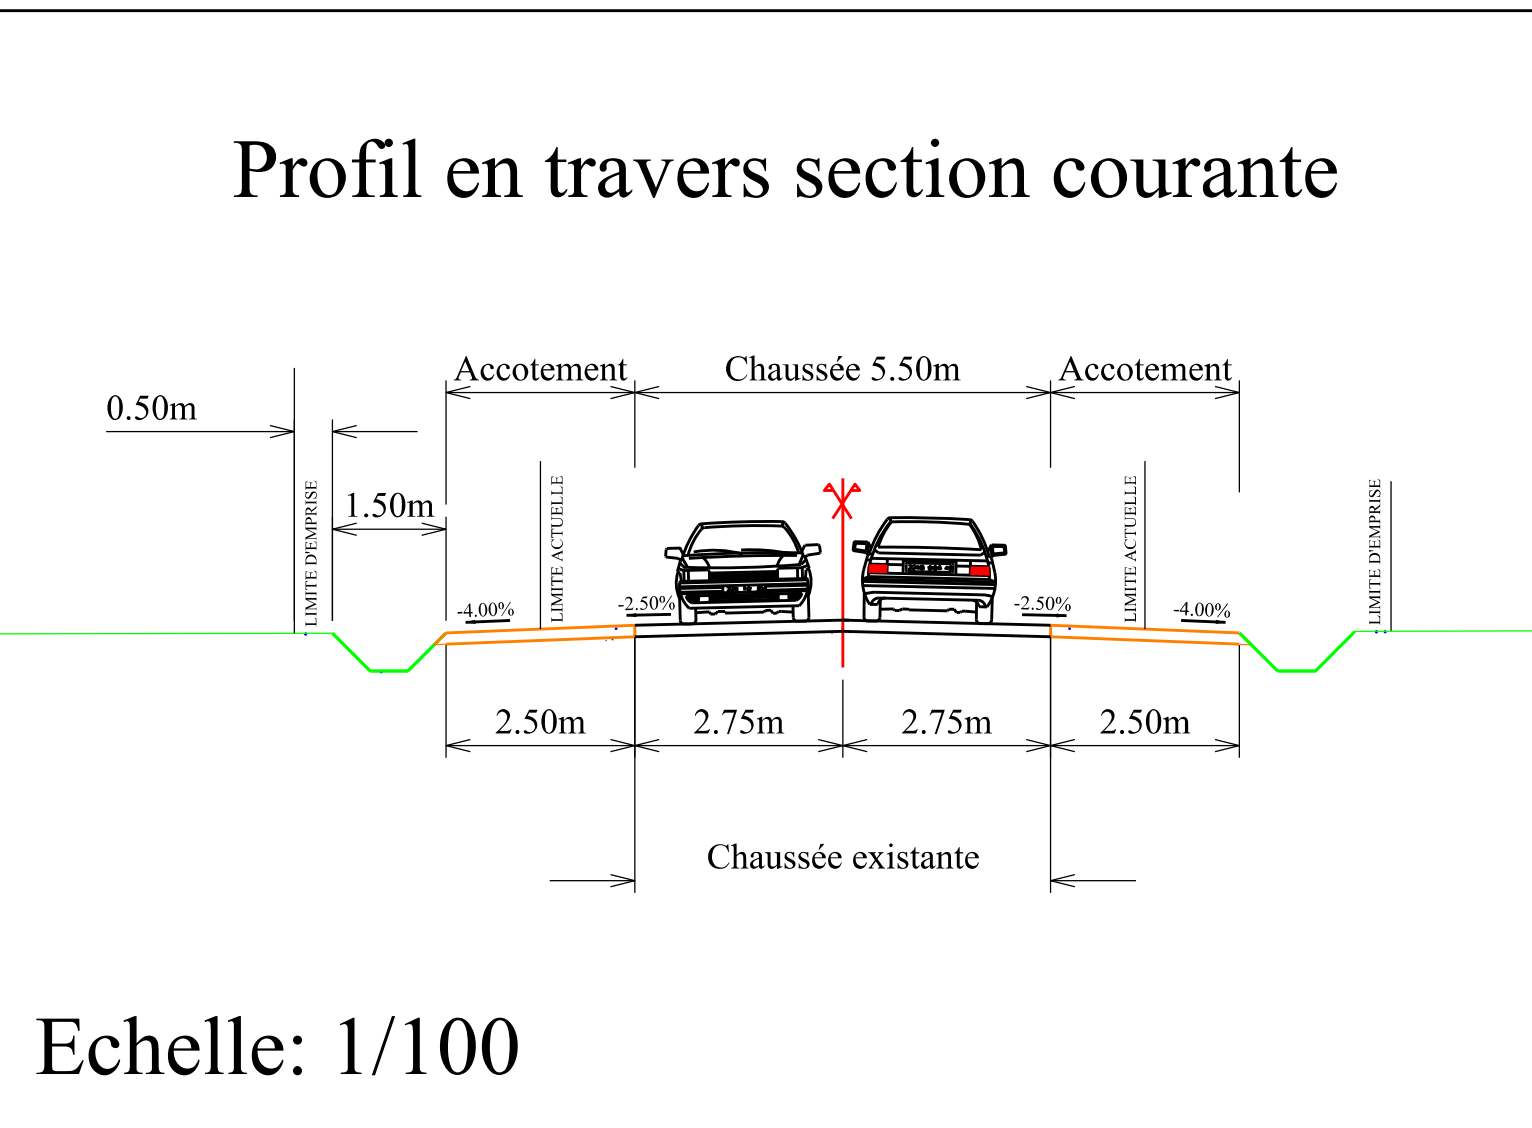 Profil en travers section courante
Accotement
Chaussée 5.50m
Accotement
0.50m
1.50m
LIMITE D'EMPRISE
LIMITE ACTUELLE
LIMITE ACTUELLE
LIMITE D'EMPRISE
-4.00%
-2.50%
-2.50%
-4.00%
2.50m
2.75m
2.75m
2.50m
Chaussée existante
Echelle: 1/100